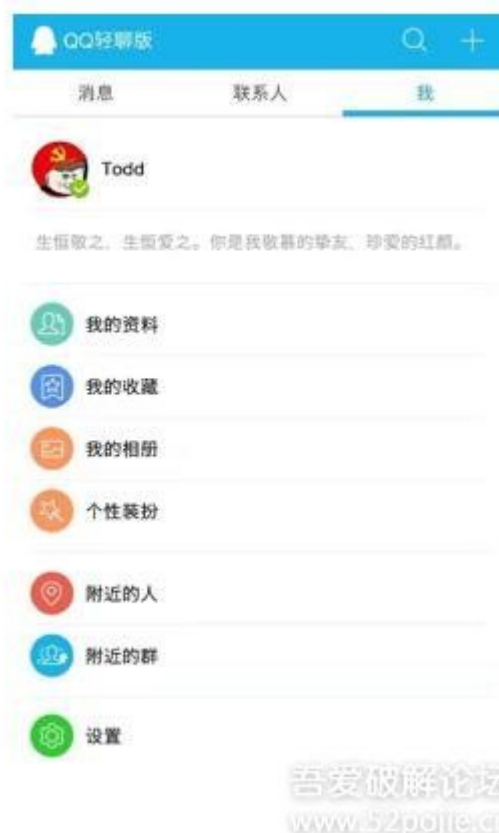 QQ轻聊版
消息 联系人 我
Todd
生恒敬之、生恒爱之。你是我敬慕的挚友、珍爱的红颜。
我的资料
我的收藏
我的相册
个性装扮
附近的人
附近的群
设置
吾爱破解论坛
www.52pojie.c